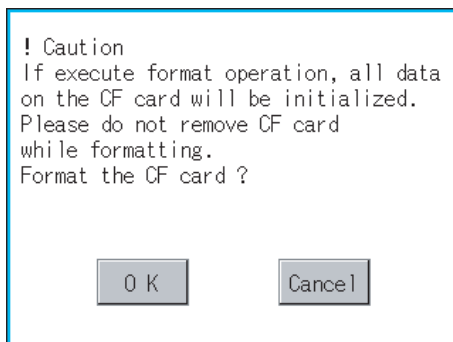 ! Caution
If execute format operation, all data
on the CF card will be initialized.
Please do not remove CF card
while formatting.
Format the CF card ?
O K    Cancel